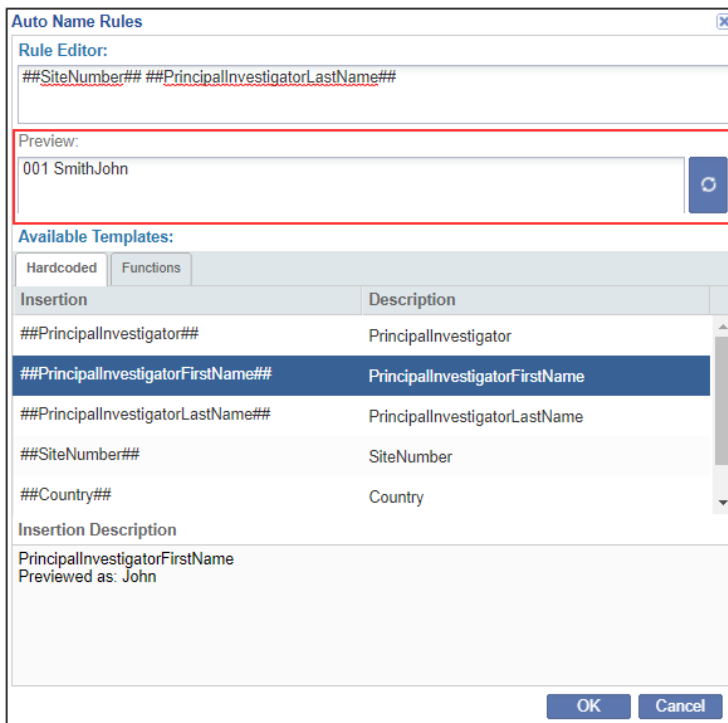 Auto Name Rules
Rule Editor:
##SiteNumber## ##PrincipalInvestigatorLastName##
Preview:
001 SmithJohn
Available Templates:
Hardcoded Functions
Insertion Description
##PrincipalInvestigator## PrincipalInvestigator
##PrincipalInvestigatorFirstName## PrincipalInvestigatorFirstName
##PrincipalInvestigatorLastName## PrincipalInvestigatorLastName
##SiteNumber## SiteNumber
##Country## Country
Insertion Description
PrincipalInvestigatorFirstName
Previewed as: John
OK Cancel